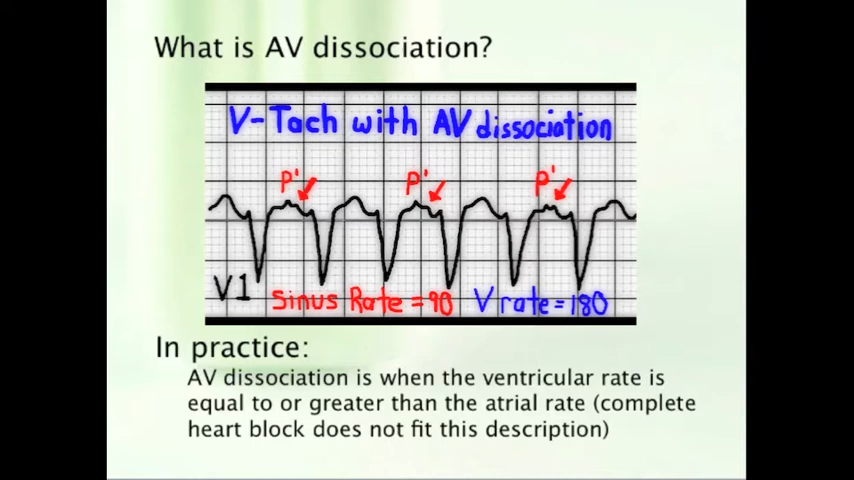 What is AV dissociation?
V-Tach with AV dissociation
P' P' P'
V1
Sinus Rate = 90 V rate = 180
In practice:
AV dissociation is when the ventricular rate is
equal to or greater than the atrial rate (complete
heart block does not fit this description)